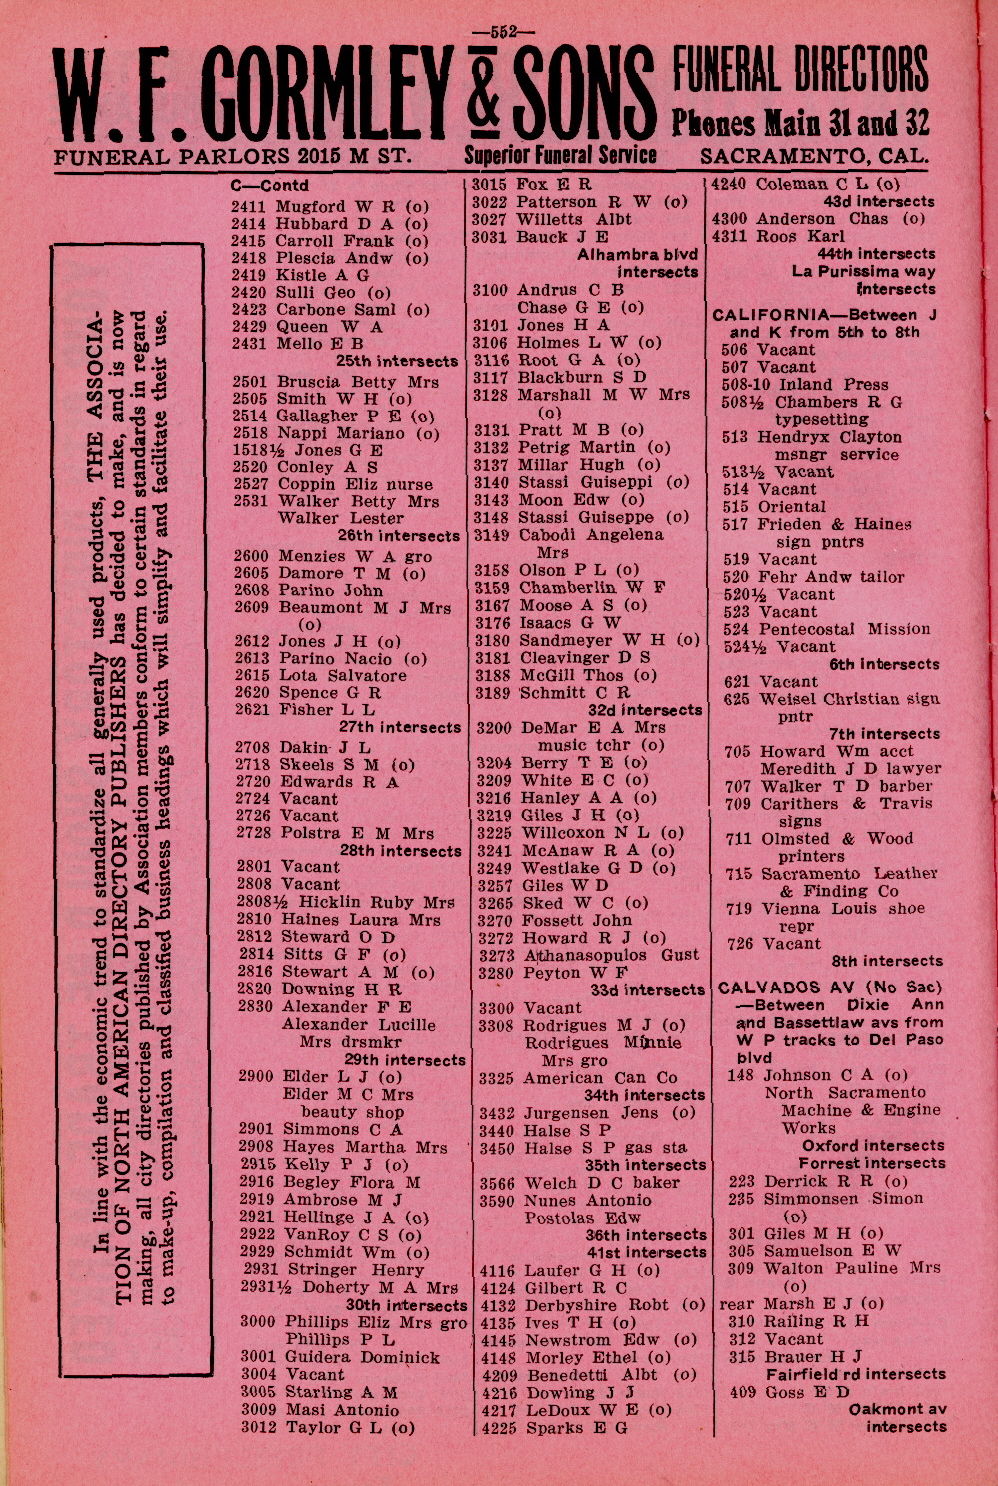 —552—
W. F. GORMLEY & SONS
FUNERAL DIRECTORS
Phones Main 31 and 32
FUNERAL PARLORS 2015 M ST.
Superior Funeral Service
SACRAMENTO, CAL.
In line with the economic trend to standardize all generally used products, THE ASSOCIA-
TION OF NORTH AMERICAN DIRECTORY PUBLISHERS has decided to make, and is now
making, all city directories published by Association members conform to certain standards in regard
to make-up, compilation and classified business headings which will simplify and facilitate their use.
C—Contd
2411 Mugford W R (o)
2414 Hubbard D A (o)
2415 Carroll Frank (o)
2418 Plescia Andw (o)
2419 Kistle A G
2420 Sulli Geo (o)
2423 Carbone Saml (o)
2429 Queen W A
2431 Mello E B
25th intersects
2501 Bruscia Betty Mrs
2505 Smith W H (o)
2514 Gallagher P E (o)
2518 Nappi Mariano (o)
1518½ Jones G E
2520 Conley A S
2527 Coppin Eliz nurse
2531 Walker Betty Mrs
Walker Lester
26th intersects
2600 Menzies W A gro
2605 Damore T M (o)
2608 Parino John
2609 Beaumont M J Mrs
(o)
2612 Jones J H (o)
2613 Parino Nacio (o)
2615 Lota Salvatore
2620 Spence G R
2621 Fisher L L
27th intersects
2708 Dakin J L
2718 Skeels S M (o)
2720 Edwards R A
2724 Vacant
2726 Vacant
2728 Polstra E M Mrs
28th intersects
2801 Vacant
2808 Vacant
2808½ Hicklin Ruby Mrs
2810 Haines Laura Mrs
2812 Steward O D
2814 Sitts G F (o)
2816 Stewart A M (o)
2820 Downing H R
2830 Alexander F E
Alexander Lucille
Mrs drsmkr
29th intersects
2900 Elder L J (o)
Elder M C Mrs
beauty shop
2901 Simmons C A
2908 Hayes Martha Mrs
2915 Kelly P J (o)
2916 Begley Flora M
2919 Ambrose M J
2921 Hellinge J A (o)
2922 VanRoy C S (o)
2929 Schmidt Wm (o)
2931 Stringer Henry
2931½ Doherty M A Mrs
30th intersects
3000 Phillips Eliz Mrs gro
Phillips P L
3001 Guidera Dominick
3004 Vacant
3005 Starling A M
3009 Masi Antonio
3012 Taylor G L (o)
3015 Fox E R
3022 Patterson R W (o)
3027 Willetts Albt
3031 Bauck J E
Alhambra blvd
intersects
3100 Andrus C B
Chase G E (o)
3101 Jones H A
3106 Holmes L W (o)
3116 Root G A (o)
3117 Blackburn S D
3128 Marshall M W Mrs
(o)
3131 Pratt M B (o)
3132 Petrig Martin (o)
3137 Millar Hugh (o)
3140 Stassi Guiseppi (o)
3143 Moon Edw (o)
3148 Stassi Guiseppe (o)
3149 Cabodi Angelena
Mrs
3158 Olson P L (o)
3159 Chamberlin W F
3167 Moose A S (o)
3176 Isaacs G W
3180 Sandmeyer W H (o)
3181 Cleavinger D S
3188 McGill Thos (o)
3189 Schmitt C R
32d intersects
3200 DeMar E A Mrs
music tchr (o)
3204 Berry T E (o)
3209 White E C (o)
3216 Hanley A A (o)
3219 Giles J H (o)
3225 Willcoxon N L (o)
3241 McAnaw R A (o)
3249 Westlake G D (o)
3257 Giles W D
3265 Sked W C (o)
3270 Fossett John
3272 Howard R J (o)
3273 Athanasopulos Gust
3280 Peyton W F
33d intersects
3300 Vacant
3308 Rodrigues M J (o)
Rodrigues Minnie
Mrs gro
3325 American Can Co
34th intersects
3432 Jurgensen Jens (o)
3440 Halse S P
3450 Halse S P gas sta
35th intersects
3566 Welch D C baker
3590 Nunes Antonio
Postolas Edw
36th intersects
41st intersects
4116 Laufer G H (o)
4124 Gilbert R C
4132 Derbyshire Robt (o)
4135 Ives T H (o)
4145 Newstrom Edw (o)
4148 Morley Ethel (o)
4209 Benedetti Albt (o)
4216 Dowling J J
4217 LeDoux W E (o)
4225 Sparks E G
4240 Coleman C L (o)
43d intersects
4300 Anderson Chas (o)
4311 Roos Karl
44th intersects
La Purissima way
intersects
CALIFORNIA—Between J
and K from 5th to 8th
506 Vacant
507 Vacant
508-10 Inland Press
508½ Chambers R G
typesetting
513 Hendryx Clayton
msngr service
513½ Vacant
514 Vacant
515 Oriental
517 Frieden & Haines
sign pntrs
519 Vacant
520 Fehr Andw tailor
520½ Vacant
523 Vacant
524 Pentecostal Mission
524½ Vacant
6th intersects
621 Vacant
625 Weisel Christian sign
pntr
7th intersects
705 Howard Wm acct
Meredith J D lawyer
707 Walker T D barber
709 Carithers & Travis
signs
711 Olmsted & Wood
printers
715 Sacramento Leather
& Finding Co
719 Vienna Louis shoe
repr
726 Vacant
8th intersects
CALVADOS AV (No Sac)
—Between Dixie Ann
and Bassettlaw avs from
W P tracks to Del Paso
blvd
148 Johnson C A (o)
North Sacramento
Machine & Engine
Works
Oxford intersects
Forrest intersects
223 Derrick R R (o)
235 Simmonsen Simon
(o)
301 Giles M H (o)
305 Samuelson E W
309 Walton Pauline Mrs
(o)
rear Marsh E J (o)
310 Railing R H
312 Vacant
315 Brauer H J
Fairfield rd intersects
409 Goss E D
Oakmont av
intersects